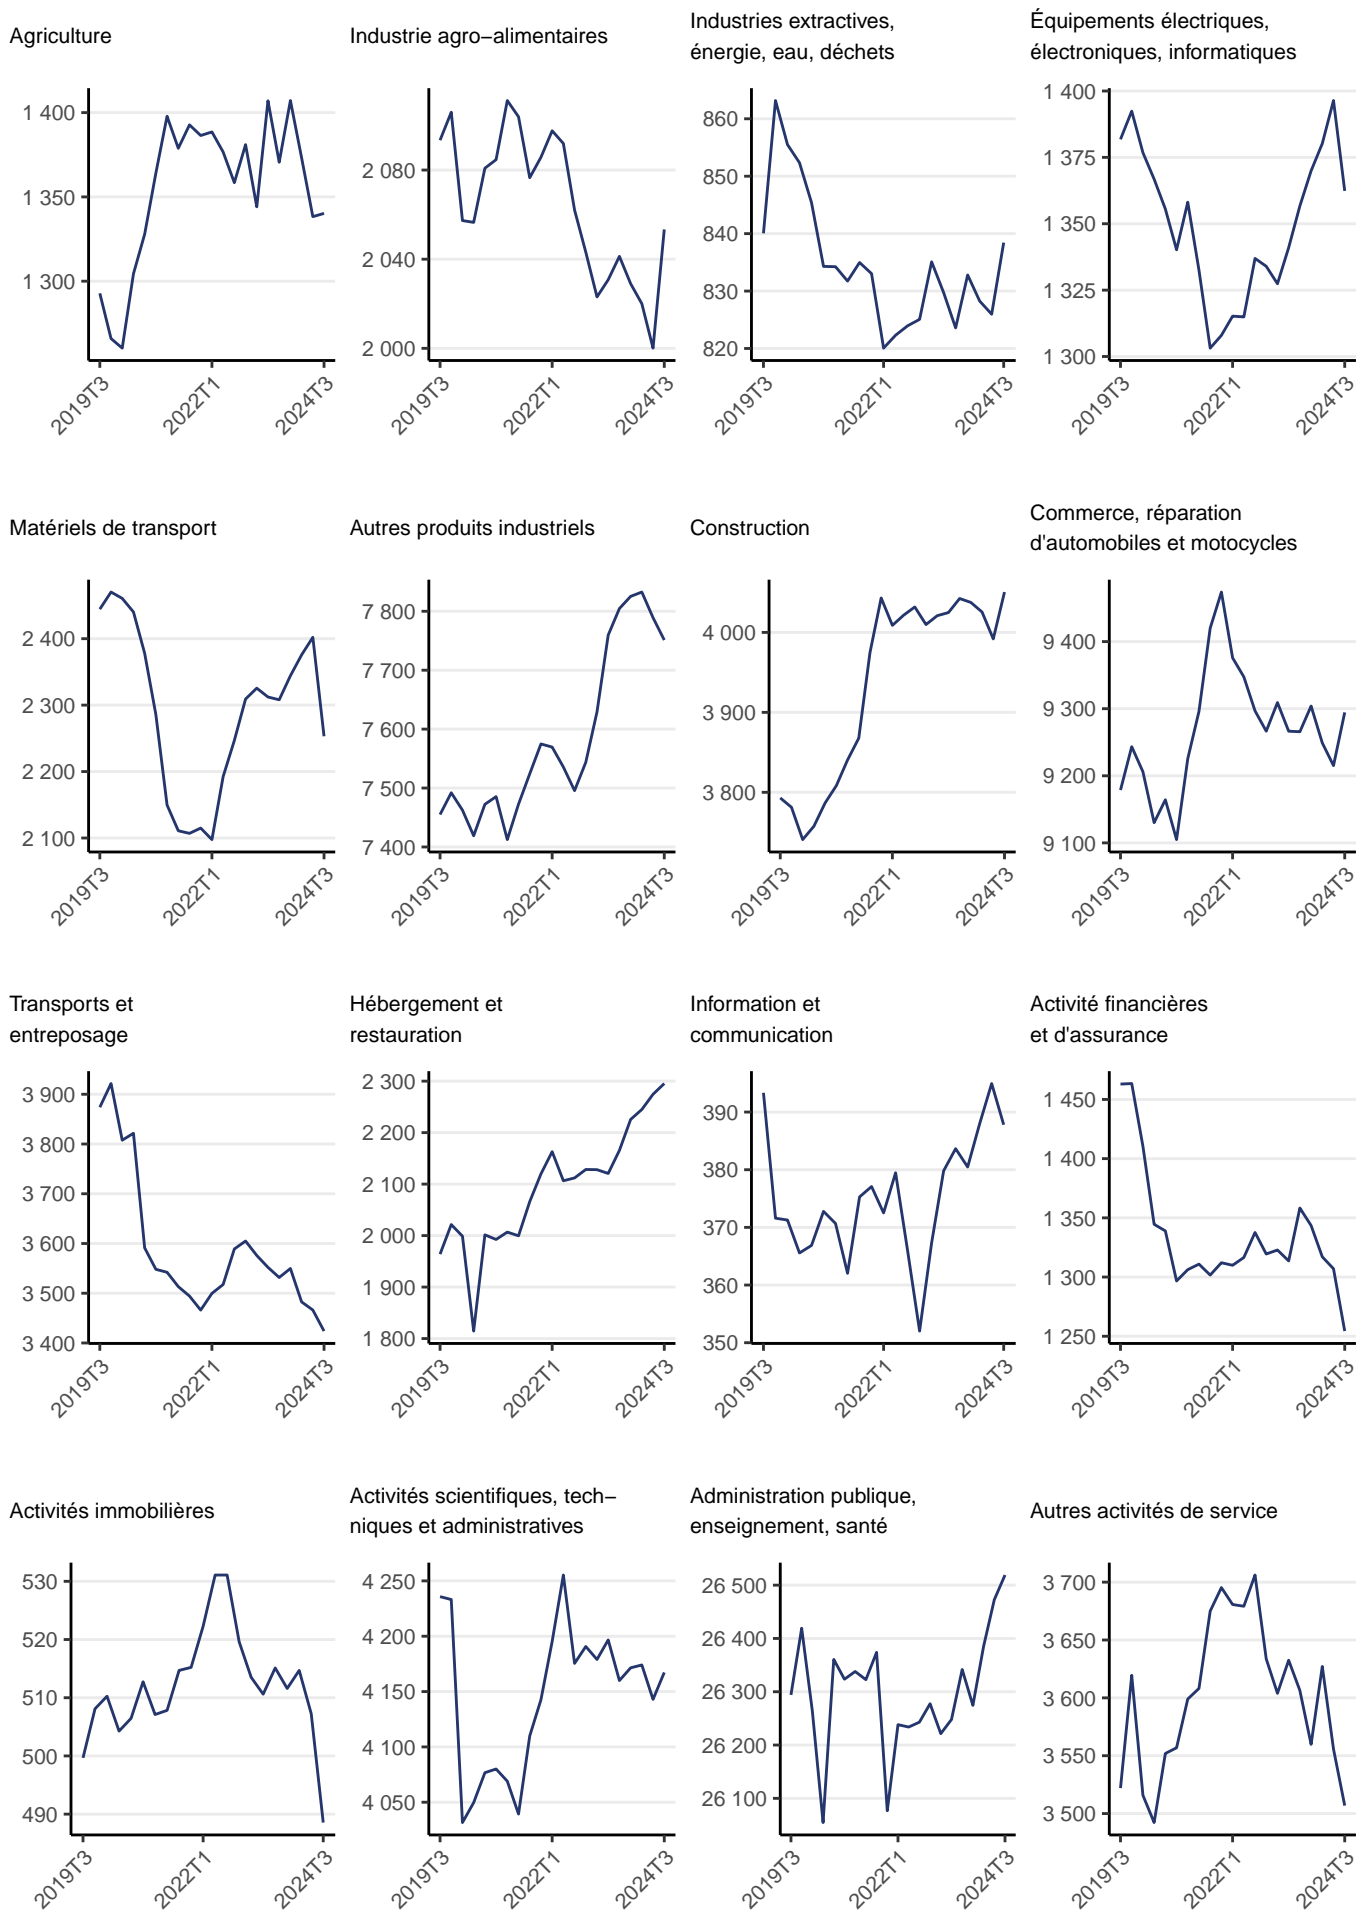 Agriculture
1 400
1 350
1 300
2019T3
2022T1
2024T3
Industrie agro−alimentaires
2 080
2 040
2 000
2019T3
2022T1
2024T3
Industries extractives,
énergie, eau, déchets
860
850
840
830
820
2019T3
2022T1
2024T3
Équipements électriques,
électroniques, informatiques
1 400
1 375
1 350
1 325
1 300
2019T3
2022T1
2024T3
Matériels de transport
2 400
2 300
2 200
2 100
2019T3
2022T1
2024T3
Autres produits industriels
7 800
7 700
7 600
7 500
7 400
2019T3
2022T1
2024T3
Construction
4 000
3 900
3 800
2019T3
2022T1
2024T3
Commerce, réparation
d'automobiles et motocycles
9 400
9 300
9 200
9 100
2019T3
2022T1
2024T3
Transports et
entreposage
3 900
3 800
3 700
3 600
3 500
3 400
2019T3
2022T1
2024T3
Hébergement et
restauration
2 300
2 200
2 100
2 000
1 900
1 800
2019T3
2022T1
2024T3
Information et
communication
390
380
370
360
350
2019T3
2022T1
2024T3
Activité financières
et d'assurance
1 450
1 400
1 350
1 300
1 250
2019T3
2022T1
2024T3
Activités immobilières
530
520
510
500
490
2019T3
2022T1
2024T3
Activités scientifiques, tech−
niques et administratives
4 250
4 200
4 150
4 100
4 050
2019T3
2022T1
2024T3
Administration publique,
enseignement, santé
26 500
26 400
26 300
26 200
26 100
2019T3
2022T1
2024T3
Autres activités de service
3 700
3 650
3 600
3 550
3 500
2019T3
2022T1
2024T3